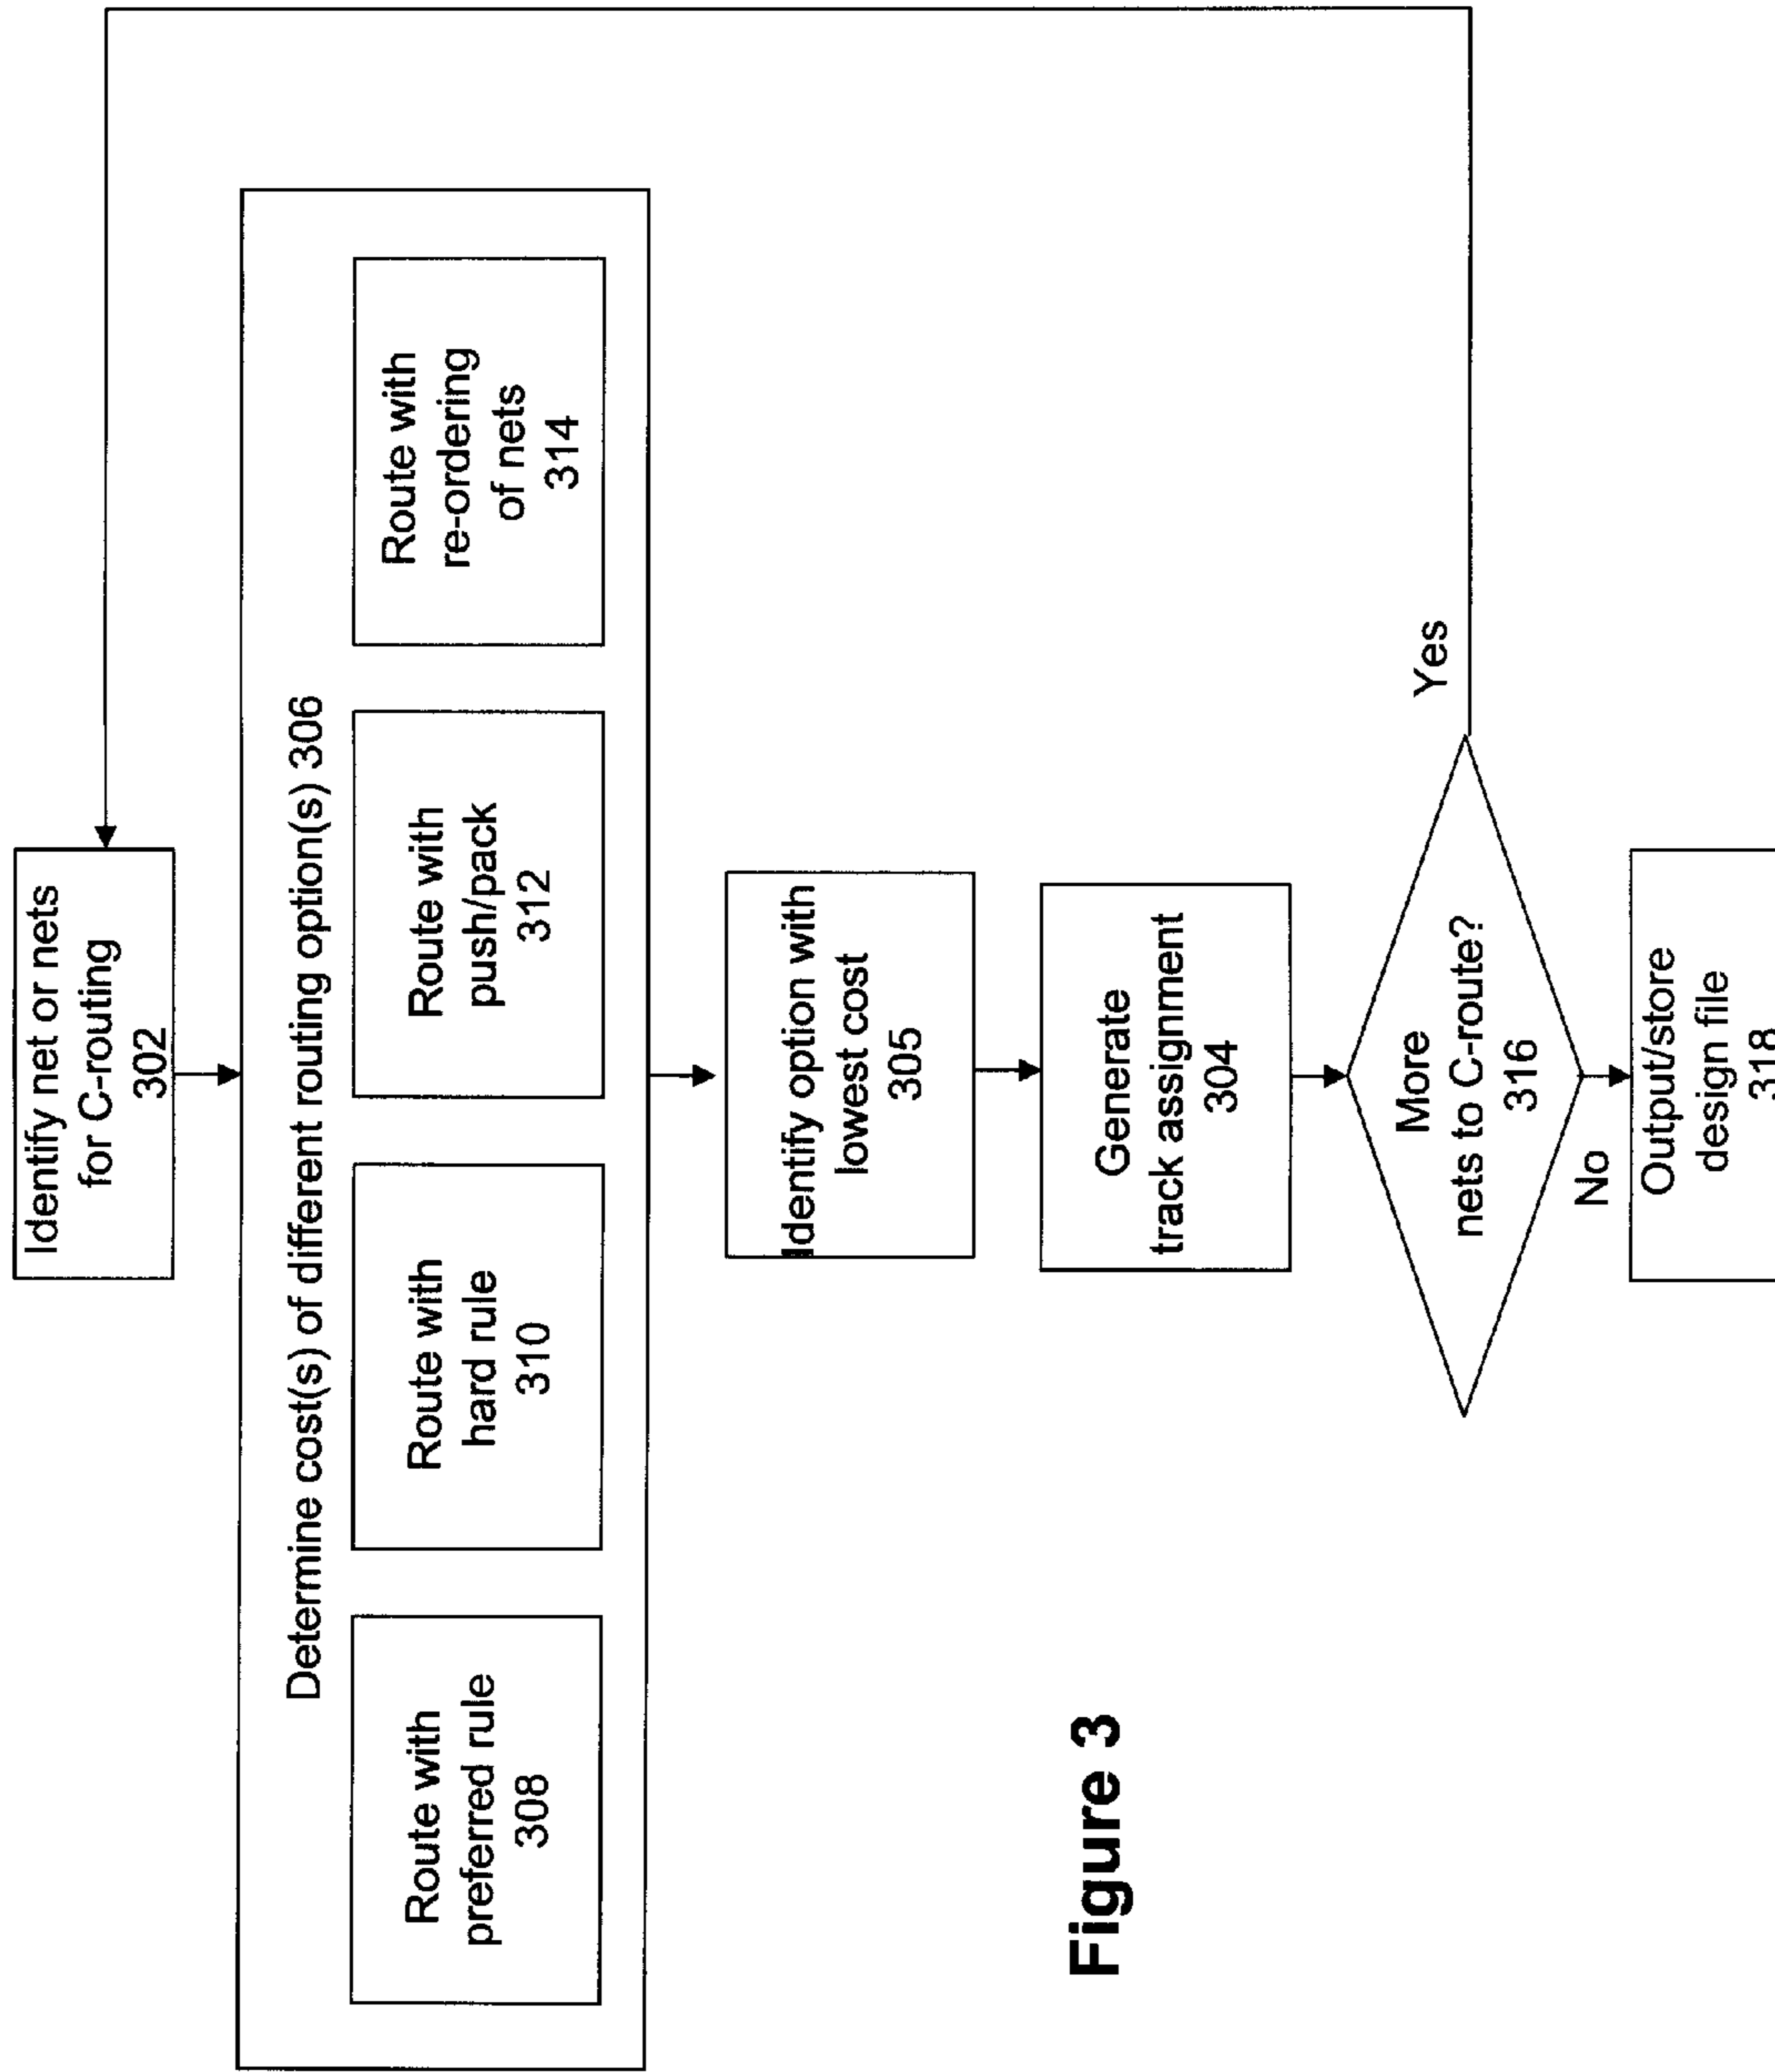 Identify net or nets
for C-routing
302
Determine cost(s) of different routing option(s) 306
Route with
preferred rule
308
Route with
hard rule
310
Route with
push/pack
312
Route with
re-ordering
of nets
314
Identify option with
lowest cost
305
Generate
track assignment
304
More
nets to C-route?
316
Yes
No
Output/store
design file
318
Figure 3